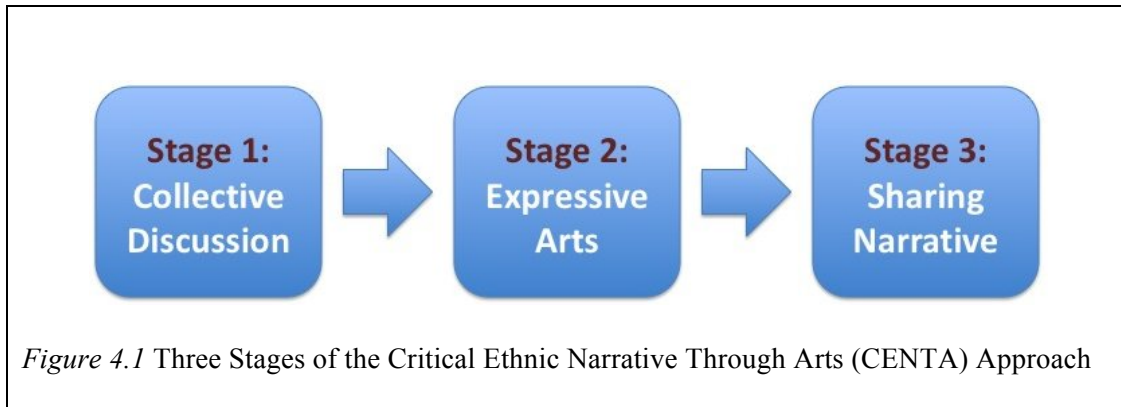 Stage 1:
Collective
Discussion
Stage 2:
Expressive
Arts
Stage 3:
Sharing
Narrative
Figure 4.1 Three Stages of the Critical Ethnic Narrative Through Arts (CENTA) Approach